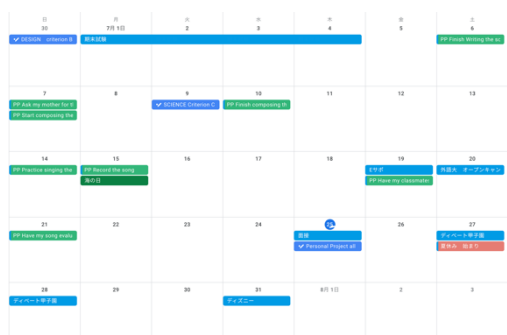 日 月 火 水 木 金 土
30 7月 1日 2 3 4 5 6
DESIGN criterion B 期末試験 PP Finish Writing the
7 8 9 10 11 12 13
PP Ask my mother for SCIENCE Criterion C PP Finish composing
PP Start composing the
14 15 16 17 18 19 20
PP Practice singing the PP Record the song Eサポ 外語大 オープンキャン
海の日 PP Have my classmate
21 22 23 24 25 26 27
PP Have my song evalu 面接 ディベート甲子園
Personal Project all 夏休み 始まり
28 29 30 31 8月 1日 2 3
ディベート甲子園 ディズニー